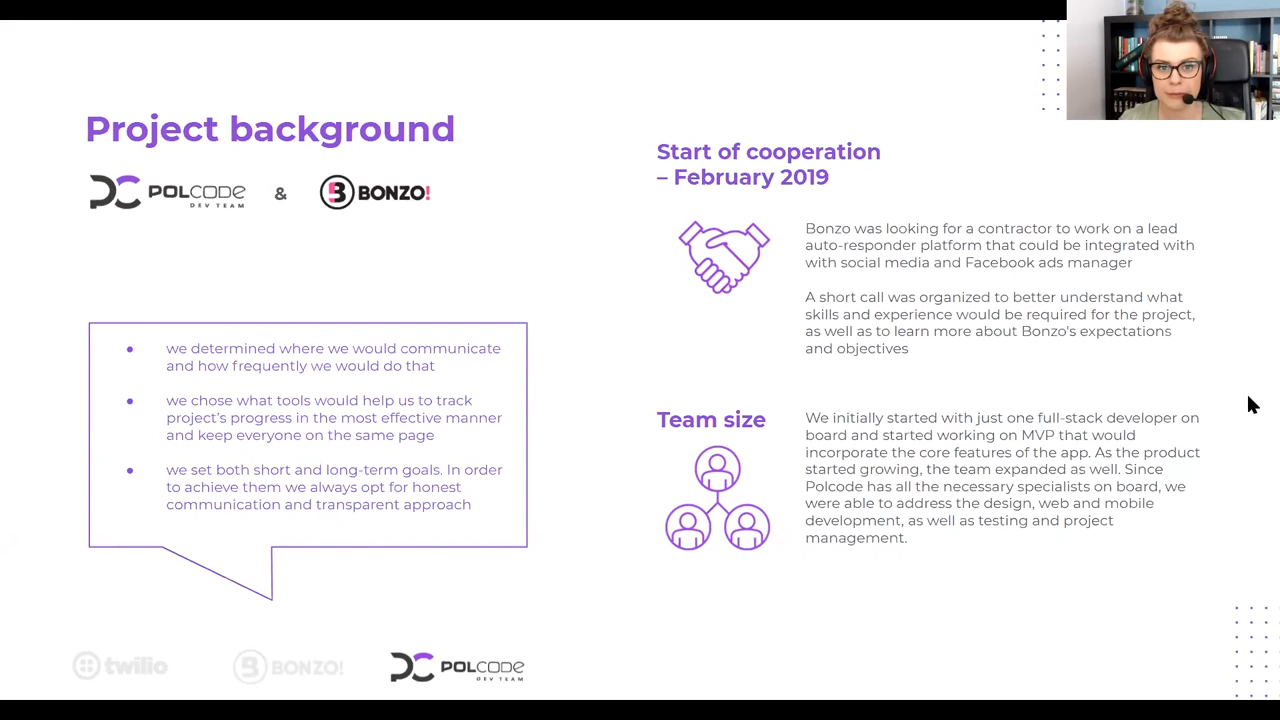 Project background
POLCODE
DEV TEAM
&
BONZO!
we determined where we would communicate
and how frequently we would do that
we chose what tools would help us to track
project's progress in the most effective manner
and keep everyone on the same page
we set both short and long-term goals. In order
to achieve them we always opt for honest
communication and transparent approach
Start of cooperation
– February 2019
Bonzo was looking for a contractor to work on a lead
auto-responder platform that could be integrated with
with social media and Facebook ads manager
A short call was organized to better understand what
skills and experience would be required for the project,
as well as to learn more about Bonzo's expectations
and objectives
Team size
We initially started with just one full-stack developer on
board and started working on MVP that would
incorporate the core features of the app. As the product
started growing, the team expanded as well. Since
Polcode has all the necessary specialists on board, we
were able to address the design, web and mobile
development, as well as testing and project
management.
twilio
BONZO!
POLCODE
DEV TEAM